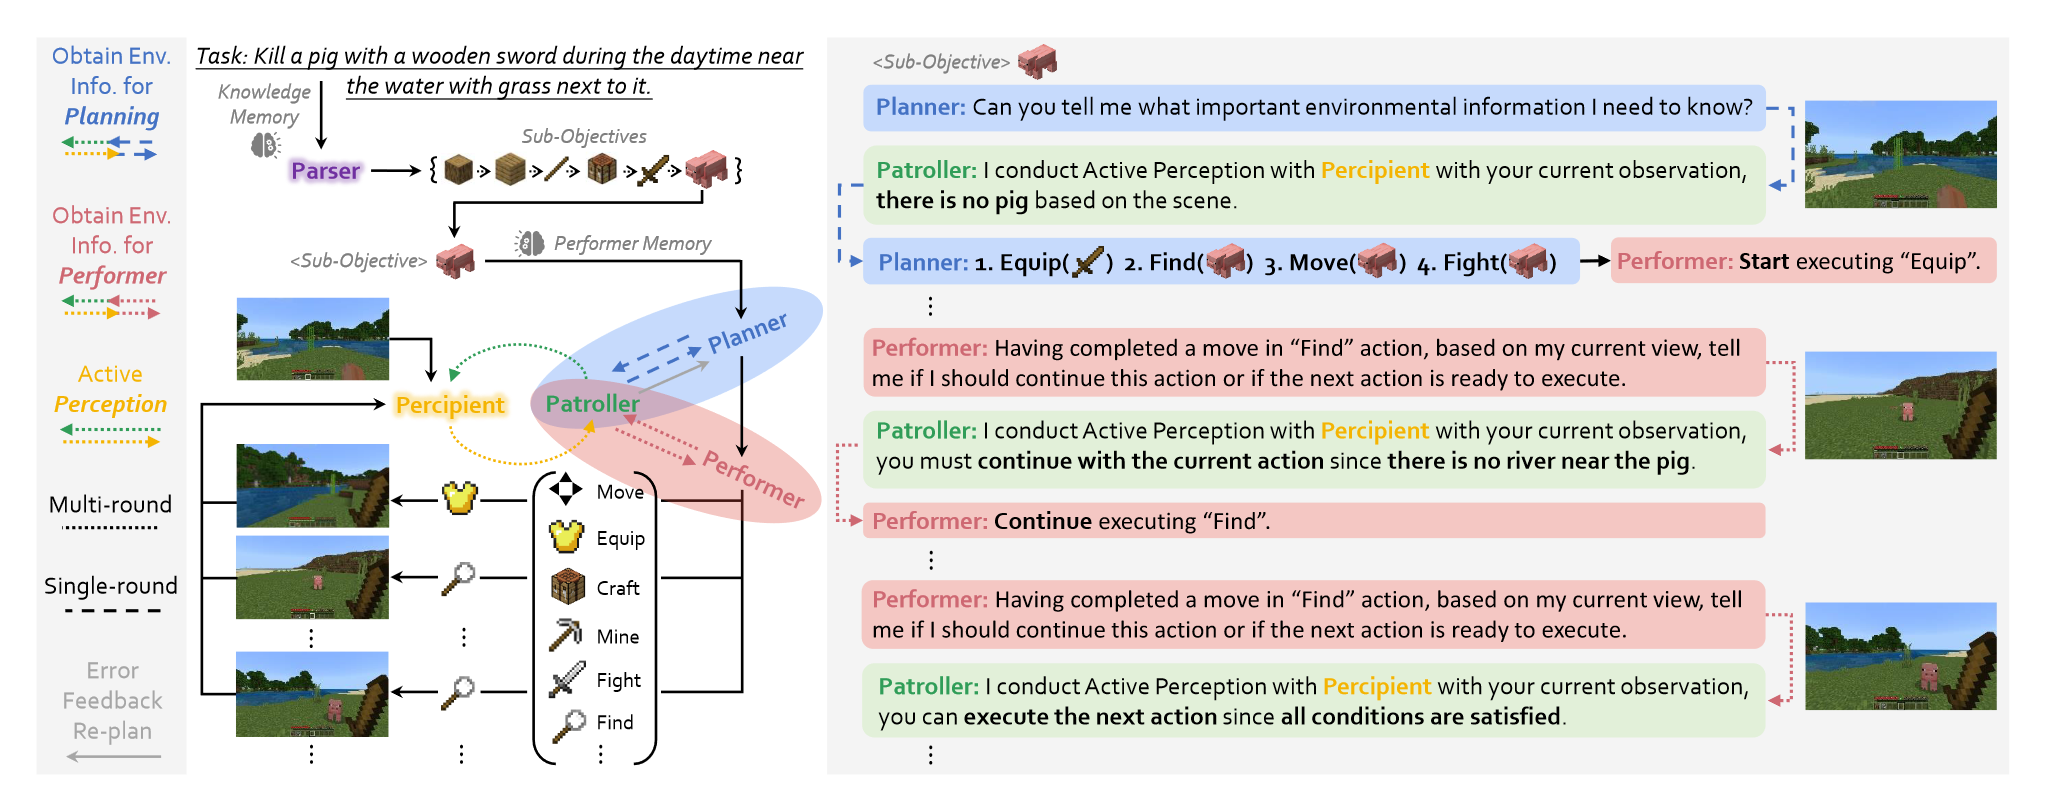 Obtain Env.
Info. for
Planning
Obtain Env.
Info. for
Performer
Active
Perception
Multi-round
Single-round
Error
Feedback
Re-plan
Task: Kill a pig with a wooden sword during the daytime near
the water with grass next to it.
Knowledge
Memory
Sub-Objectives
Parser
{ }
Performer Memory
<Sub-Objective>
Planner
Percipient
Patroller
Performer
Move
Equip
Craft
Mine
Fight
Find
<Sub-Objective>
Planner: Can you tell me what important environmental information I need to know?
Patroller: I conduct Active Perception with Percipient with your current observation,
there is no pig based on the scene.
Planner: 1. Equip( ) 2. Find( ) 3. Move( ) 4. Fight( )
Performer: Start executing “Equip”.
Performer: Having completed a move in “Find” action, based on my current view, tell
me if I should continue this action or if the next action is ready to execute.
Patroller: I conduct Active Perception with Percipient with your current observation,
you must continue with the current action since there is no river near the pig.
Performer: Continue executing “Find”.
Performer: Having completed a move in “Find” action, based on my current view, tell
me if I should continue this action or if the next action is ready to execute.
Patroller: I conduct Active Perception with Percipient with your current observation,
you can execute the next action since all conditions are satisfied.